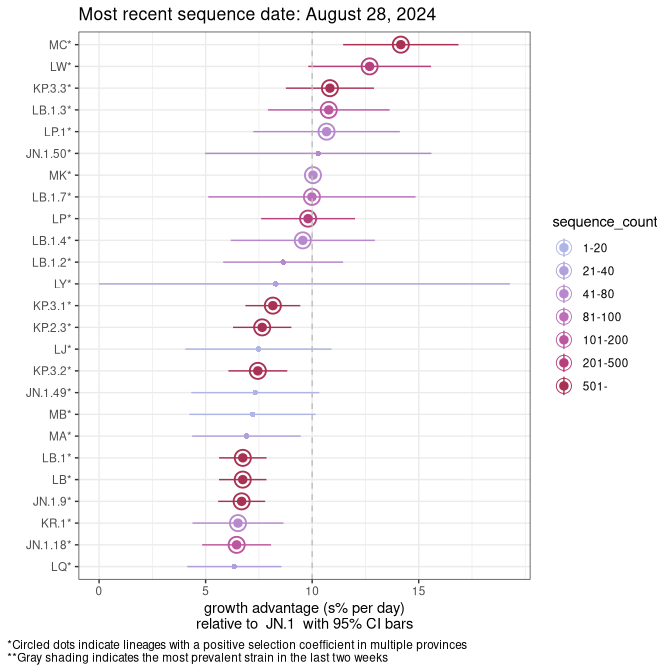 Most recent sequence date: August 28, 2024
MC*
LW*
KP.3.3*
LB.1.3*
LP.1*
JN.1.50*
MK*
LB.1.7*
LP*
LB.1.4*
LB.1.2*
LY*
KP.3.1*
KP.2.3*
LJ*
KP.3.2*
JN.1.49*
MB*
MA*
LB.1*
LB*
JN.1.9*
KR.1*
JN.1.18*
LQ*
0 5 10 15
growth advantage (s% per day)
relative to JN.1 with 95% CI bars
sequence_count
1-20
21-40
41-80
81-100
101-200
201-500
501-
*Circled dots indicate lineages with a positive selection coefficient in multiple provinces
**Gray shading indicates the most prevalent strain in the last two weeks